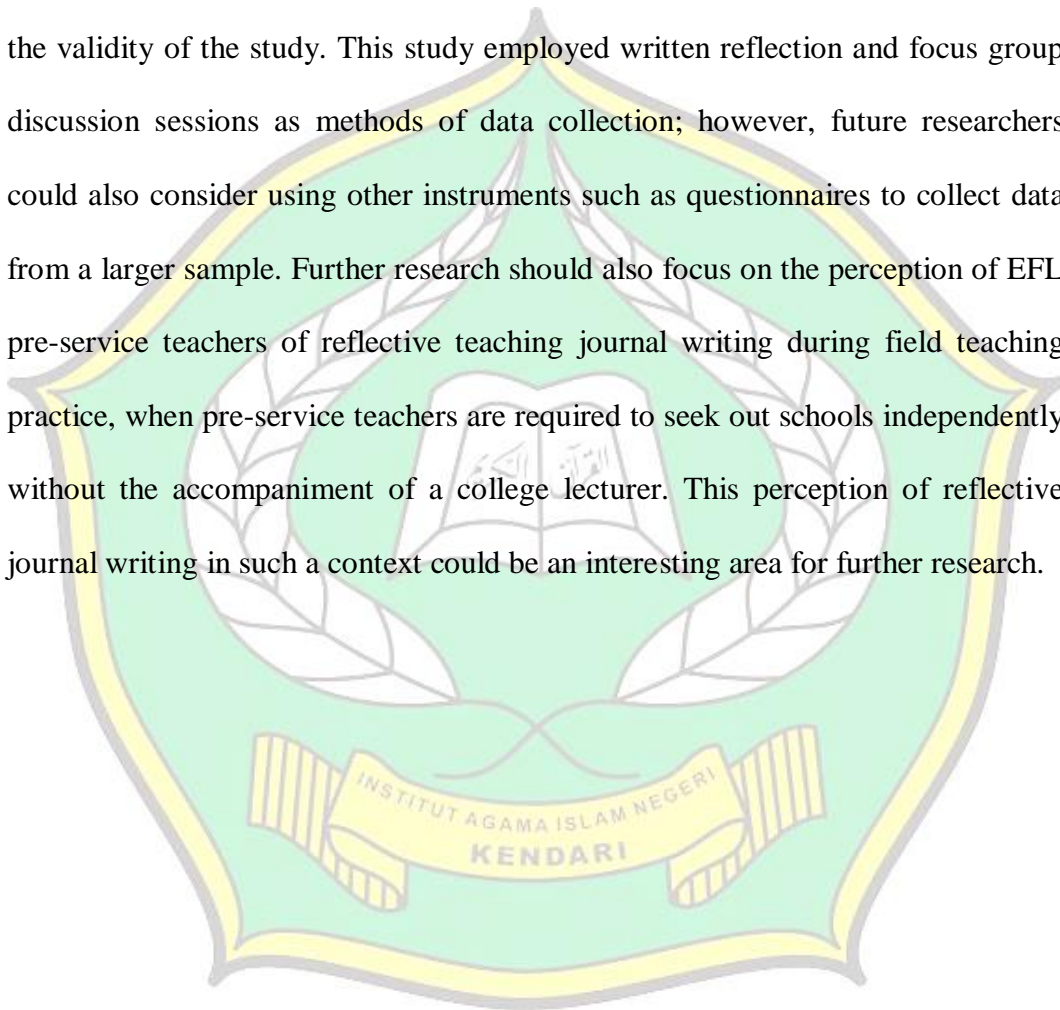 the validity of the study. This study employed written reflection and focus group
discussion sessions as methods of data collection; however, future researchers
could also consider using other instruments such as questionnaires to collect data
from a larger sample. Further research should also focus on the perception of EFL
pre-service teachers of reflective teaching journal writing during field teaching
practice, when pre-service teachers are required to seek out schools independently
without the accompaniment of a college lecturer. This perception of reflective
journal writing in such a context could be an interesting area for further research.
INSTITUT AGAMA ISLAM NEGERI
KENDARI